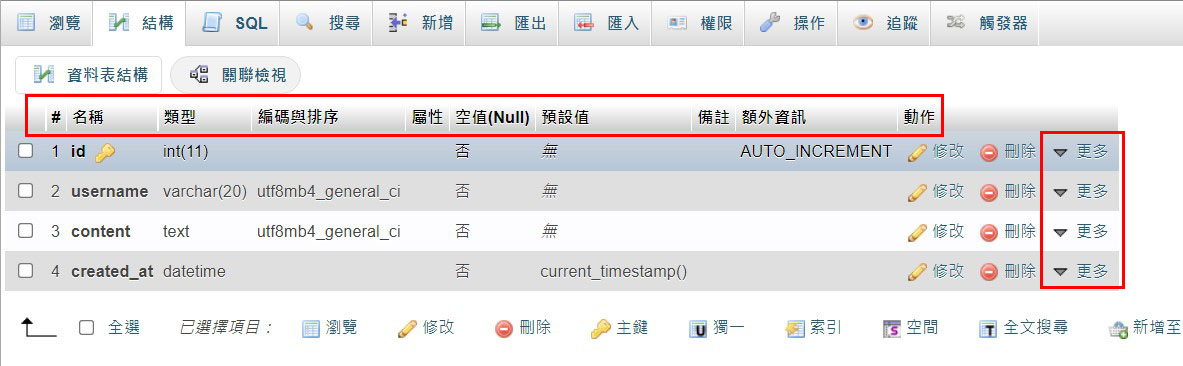 瀏覽 結構 SQL 搜尋 新增 匯出 匯入 權限 操作 追蹤 觸發器
資料表結構 關聯檢視
# 名稱 類型 編碼與排序 屬性 空值(Null) 預設值 備註 額外資訊 動作
1 id int(11) 否 無 AUTO_INCREMENT 修改 刪除 更多
2 username varchar(20) utf8mb4_general_ci 否 無 修改 刪除 更多
3 content text utf8mb4_general_ci 否 無 修改 刪除 更多
4 created_at datetime 否 current_timestamp() 修改 刪除 更多
全選 已選擇項目： 瀏覽 修改 刪除 主鍵 獨一 索引 空間 全文搜尋 新增至